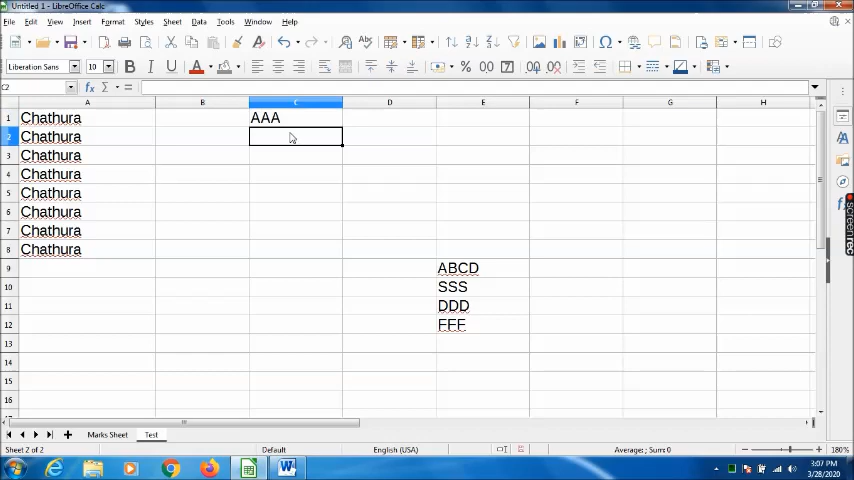 Untitled 1 - LibreOffice Calc
File Edit View Insert Format Styles Sheet Data Tools Window Help
Liberation Sans 10
C2
A B C D E F G H
1 Chathura AAA
2 Chathura
3 Chathura
4 Chathura
5 Chathura
6 Chathura
7 Chathura
8 Chathura
9 ABCD
10 SSS
11 DDD
12 FFF
13
14
15
16
Marks Sheet Test
Sheet 2 of 2 Default English (USA) Average: ; Sum: 0 180%
3:07 PM
3/28/2020
screenrec